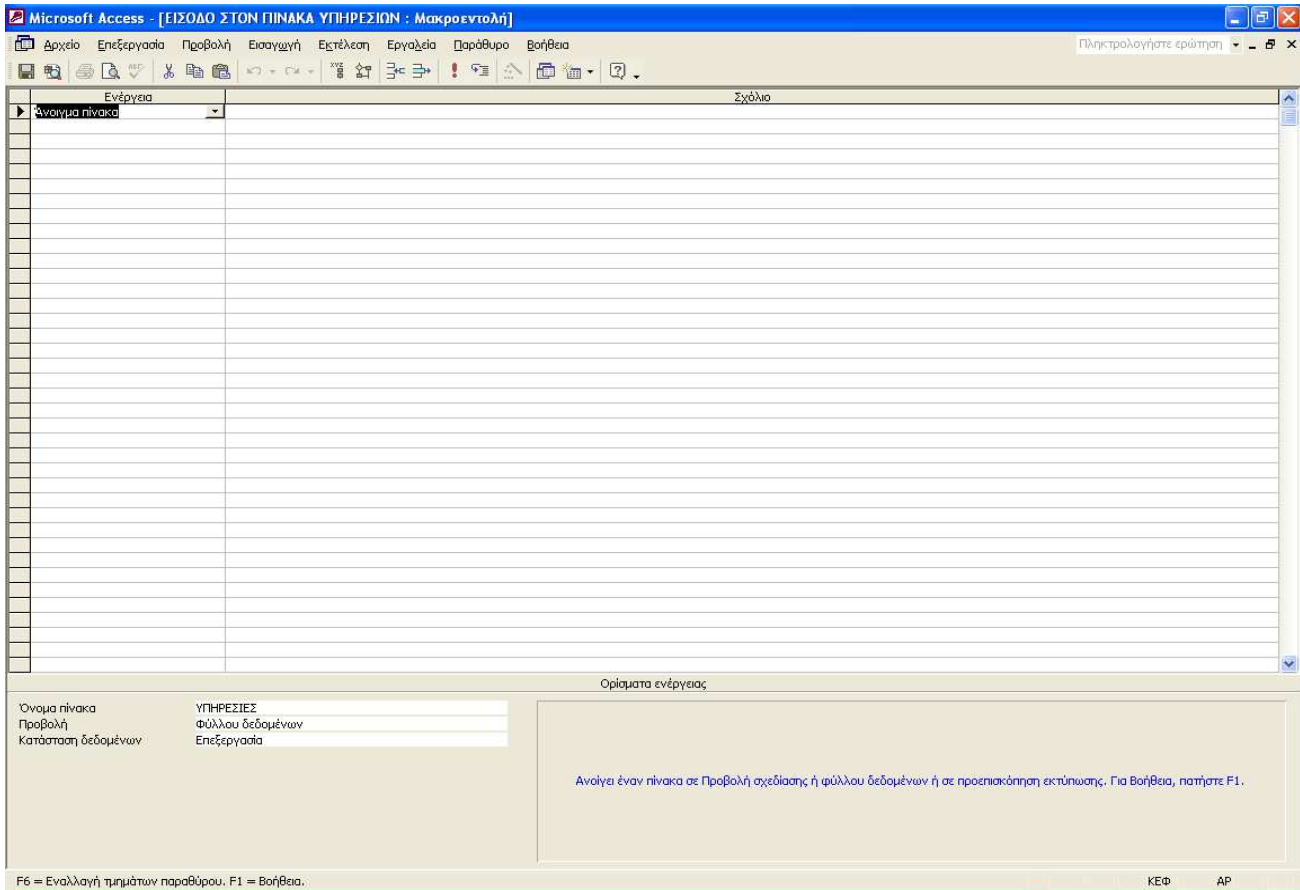 Microsoft Access - [ΕΙΣΟΔΟ ΣΤΟΝ ΠΙΝΑΚΑ ΥΠΗΡΕΣΙΩΝ : Μακροεντολή]
Αρχείο Επεξεργασία Προβολή Εισαγωγή Εκτέλεση Εργαλεία Παράθυρο Βοήθεια Πληκτρολογήστε ερώτηση
Ενέργεια Σχόλιο
Άνοιγμα πίνακα
Ορίσματα ενέργειας
Όνομα πίνακα ΥΠΗΡΕΣΙΕΣ
Προβολή Φύλλου δεδομένων
Κατάσταση δεδομένων Επεξεργασία
Ανοίγει έναν πίνακα σε Προβολή σχεδίασης ή φύλλου δεδομένων ή σε προεπισκόπηση εκτύπωσης. Για Βοήθεια, πατήστε F1.
F6 = Εναλλαγή τμημάτων παραθύρου. F1 = Βοήθεια. ΚΕΦ ΑΡ